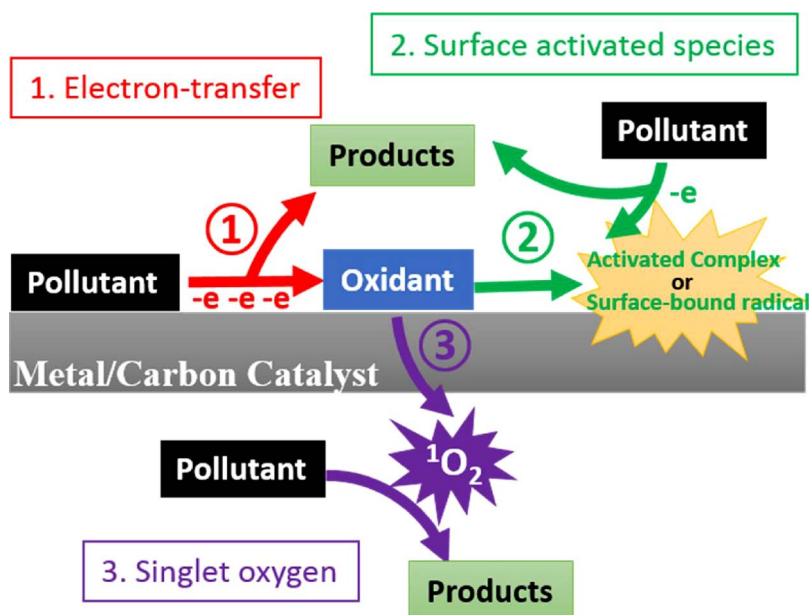 2. Surface activated species
1. Electron-transfer
Pollutant
Products
-e
①
②
Activated Complex
or
Surface-bound radical
Pollutant
-e -e -e
Oxidant
③
Metal/Carbon Catalyst
Pollutant
¹O₂
3. Singlet oxygen
Products